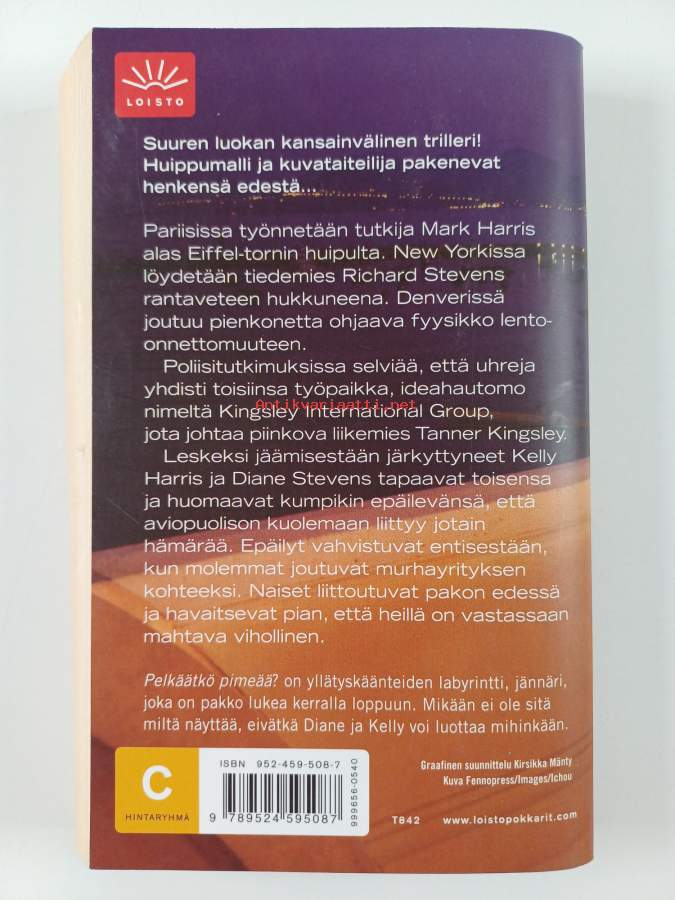 LOISTO
Suuren luokan kansainvälinen trilleri!
Huippumalli ja kuvataiteilija pakenevat
henkensä edestä...
Pariisissa työnnetään tutkija Mark Harris
alas Eiffel-tornin huipulta. New Yorkissa
löydetään tiedemies Richard Stevens
rantaveteen hukkuneena. Denverissä
joutuu pienkonetta ohjaava fyysikko lento-
onnettomuuteen.
Poliisitutkimuksissa selviää, että uhreja
yhdisti toisiinsa työpaikka, ideahautomo
Antikvariaatti.net
nimeltä Kingsley International Group,
jota johtaa piinkova liikemies Tanner Kingsley.
Leskeksi jäämisestään järkyttyneet Kelly
Harris ja Diane Stevens tapaavat toisensa
ja huomaavat kumpikin epäilevänsä, että
aviopuolison kuolemaan liittyy jotain
hämärää. Epäilyt vahvistuvat entisestään,
kun molemmat joutuvat murhayrityksen
kohteeksi. Naiset liittoutuvat pakon edessä
ja havaitsevat pian, että heillä on vastassaan
mahtava vihollinen.
Pelkäätkö pimeää? on yllätyskäänteiden labyrintti, jännäri,
joka on pakko lukea kerralla loppuun. Mikään ei ole sitä
miltä näyttää, eivätkä Diane ja Kelly voi luottaa mihinkään.
C
HINTARYHMÄ
ISBN 952-459-508-7
9 789524 595087
999656-0540
Graafinen suunnittelu Kirsikka Mänty
Kuva Fennopress/Images/Ichou
T842 www.loistopokkarit.com